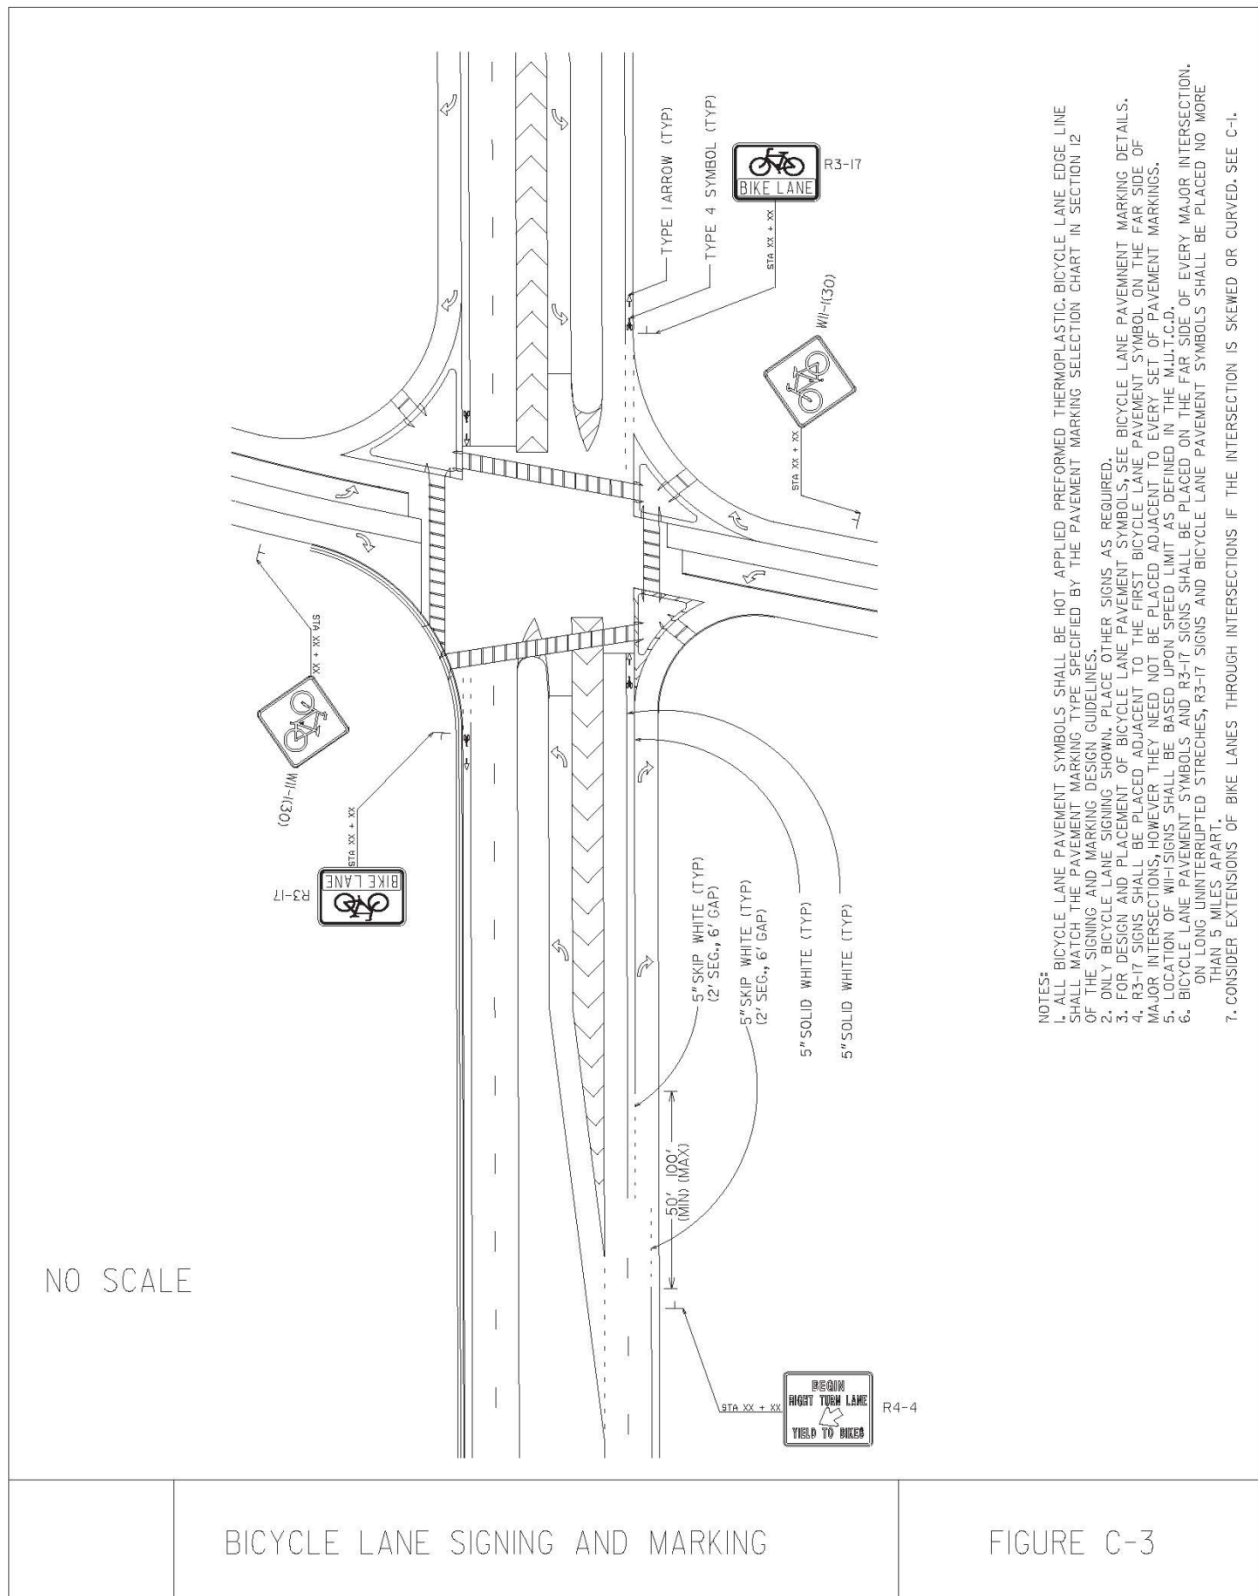 TYPE 1 ARROW (TYP)
TYPE 4 SYMBOL (TYP)
BIKE LANE
R3-17
STA XX + XX
W11-1(30)
STA XX + XX
STA XX + XX
W11-1(30)
STA XX + XX
BIKE LANE
R3-17
5" SKIP WHITE (TYP)
(2' SEG., 6' GAP)
5" SKIP WHITE (TYP)
(2' SEG., 6' GAP)
5" SOLID WHITE (TYP)
5" SOLID WHITE (TYP)
50' 100'
(MIN) (MAX)
BEGIN
RIGHT TURN LANE
YIELD TO BIKES
R4-4
STA XX + XX
NOTES:
1. ALL BICYCLE LANE PAVEMENT SYMBOLS SHALL BE HOT APPLIED PREFORMED THERMOPLASTIC. BICYCLE LANE EDGE LINE
SHALL MATCH THE PAVEMENT MARKING TYPE SPECIFIED BY THE PAVEMENT MARKING SELECTION CHART IN SECTION 12
OF THE SIGNING AND MARKING DESIGN GUIDELINES.
2. ONLY BICYCLE LANE SIGNING SHOWN. PLACE OTHER SIGNS AS REQUIRED.
3. FOR DESIGN AND PLACEMENT OF BICYCLE LANE PAVEMENT SYMBOLS, SEE BICYCLE LANE PAVEMNENT MARKING DETAILS.
4. R3-17 SIGNS SHALL BE PLACED ADJACENT TO THE FIRST BICYCLE LANE PAVEMENT SYMBOL ON THE FAR SIDE OF
MAJOR INTERSECTIONS, HOWEVER THEY NEED NOT BE PLACED ADJACENT TO EVERY SET OF PAVEMENT MARKINGS.
5. LOCATION OF W11-1 SIGNS SHALL BE BASED UPON SPEED LIMIT AS DEFINED IN THE M.U.T.C.D.
6. BICYCLE LANE PAVEMENT SYMBOLS AND R3-17 SIGNS SHALL BE PLACED ON THE FAR SIDE OF EVERY MAJOR INTERSECTION.
ON LONG UNINTERRUPTED STRECHES, R3-17 SIGNS AND BICYCLE LANE PAVEMENT SYMBOLS SHALL BE PLACED NO MORE
THAN 5 MILES APART.
7. CONSIDER EXTENSIONS OF BIKE LANES THROUGH INTERSECTIONS IF THE INTERSECTION IS SKEWED OR CURVED. SEE C-1.
NO SCALE
BICYCLE LANE SIGNING AND MARKING
FIGURE C-3